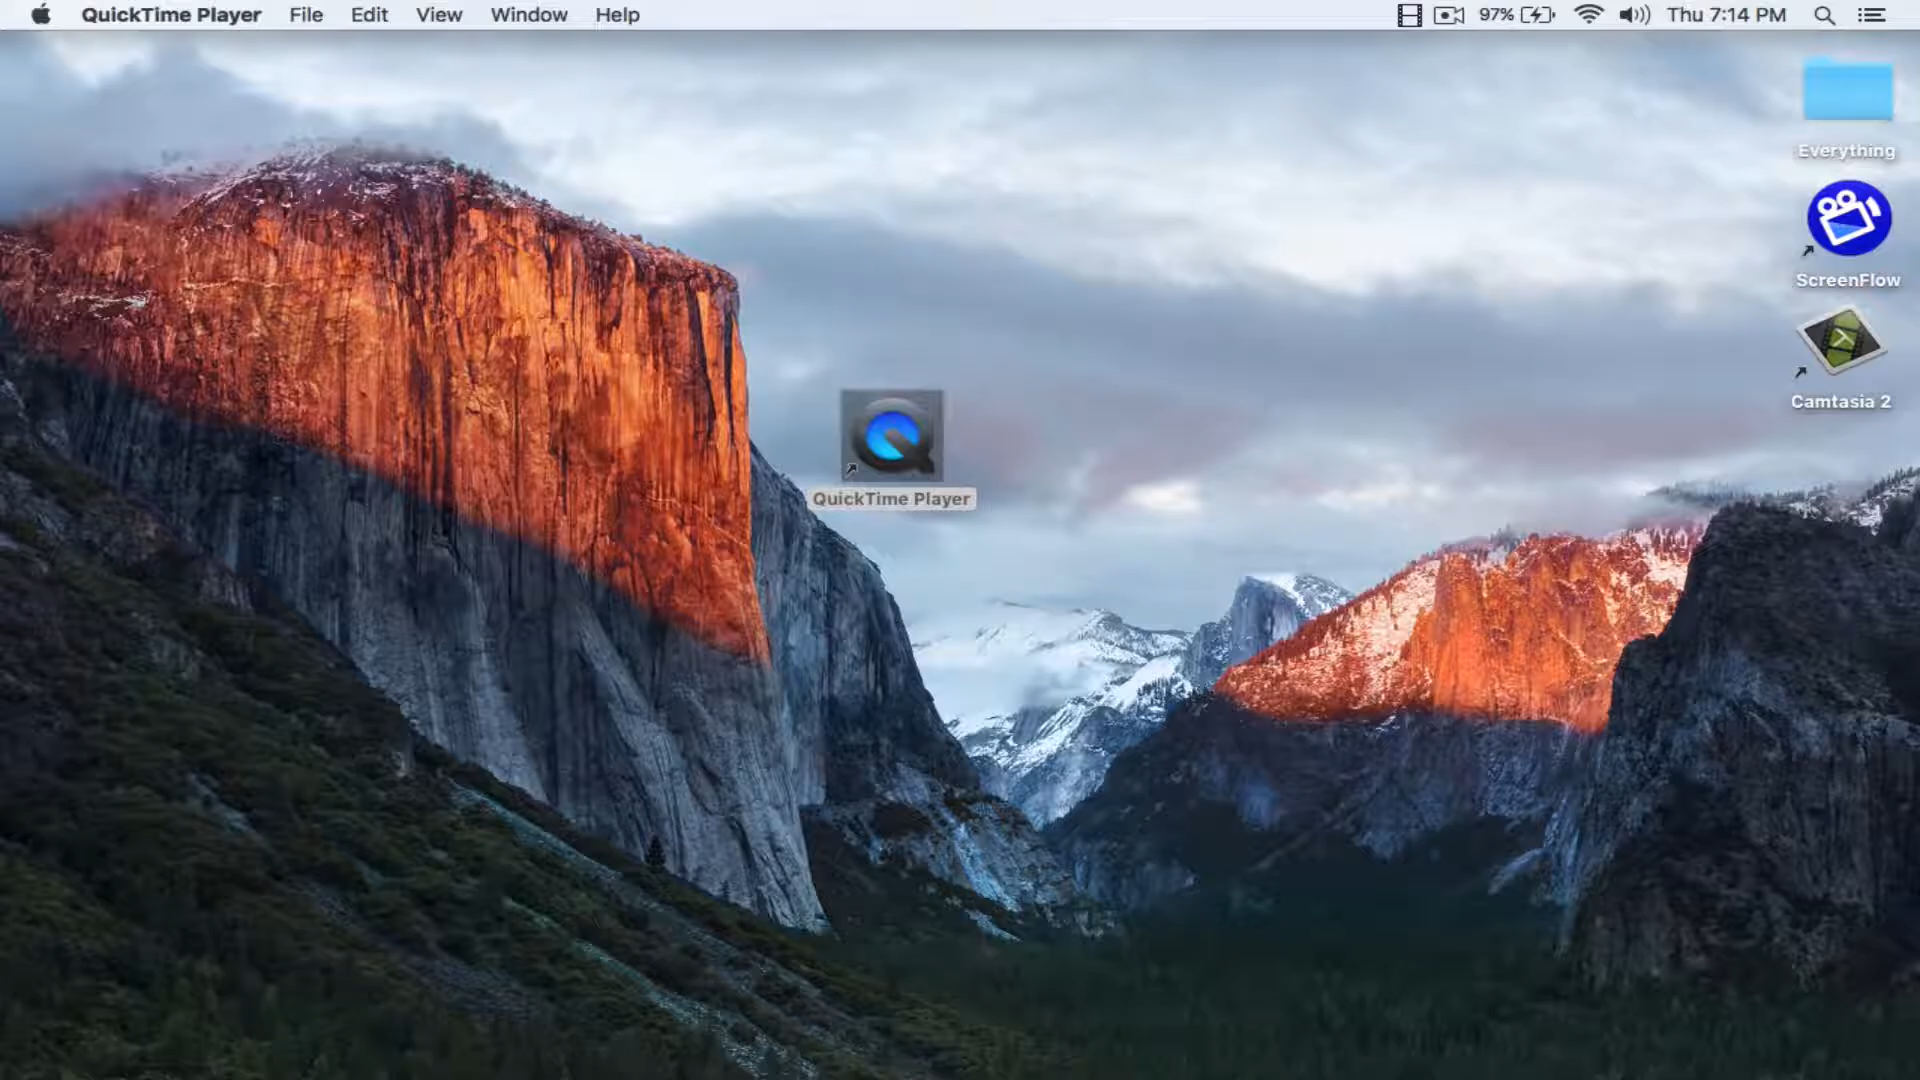 QuickTime Player File Edit View Window Help 97% Thu 7:14 PM
Everything
ScreenFlow
Camtasia 2
QuickTime Player